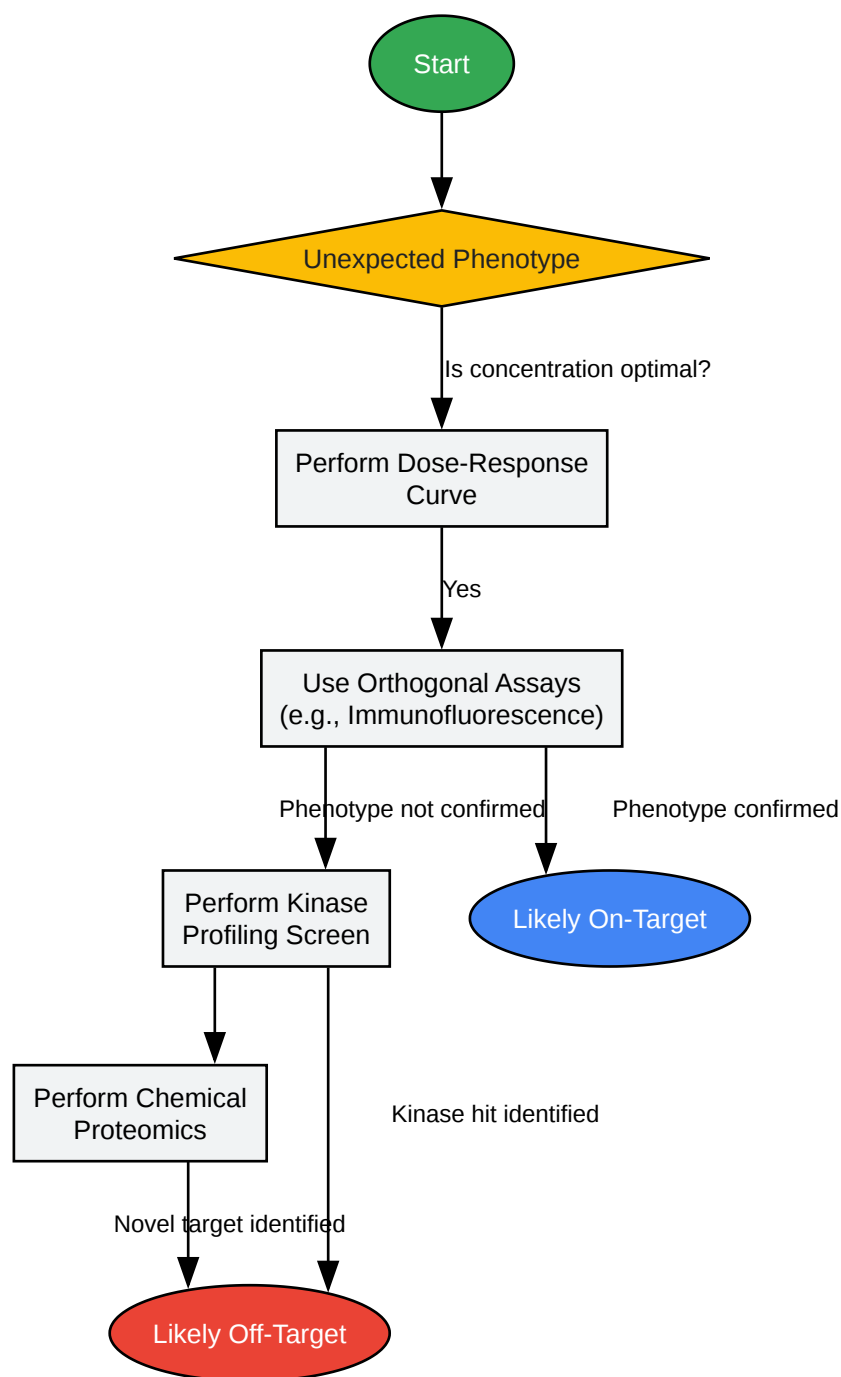 Start
Unexpected Phenotype
Is concentration optimal?
Perform Dose-Response
Curve
Yes
Use Orthogonal Assays
(e.g., Immunofluorescence)
Phenotype not confirmed
Phenotype confirmed
Perform Kinase
Profiling Screen
Likely On-Target
Perform Chemical
Proteomics
Kinase hit identified
Novel target identified
Likely Off-Target